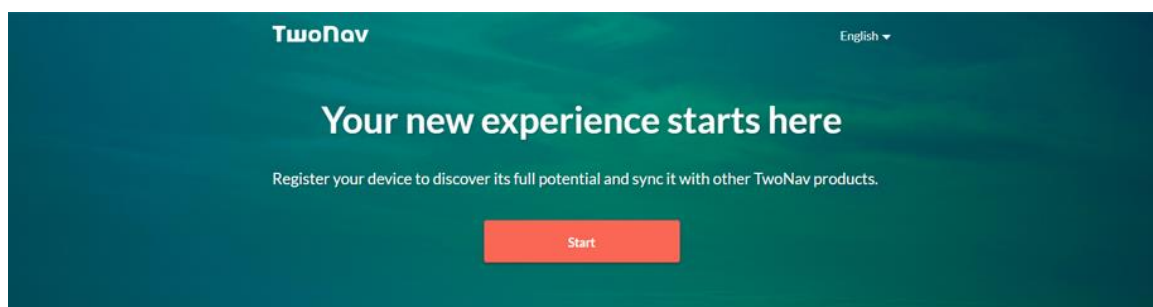 TwoNav
English
Your new experience starts here
Register your device to discover its full potential and sync it with other TwoNav products.
Start